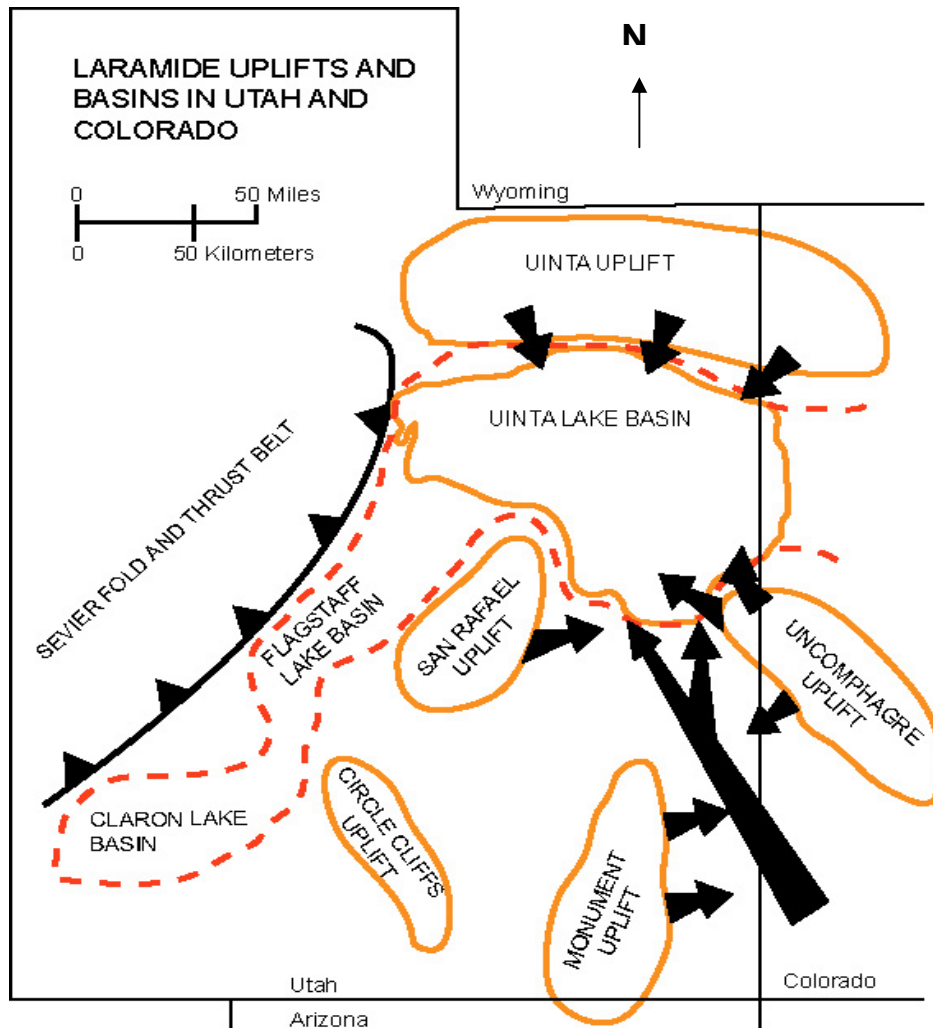 LARAMIDE UPLIFTS AND
BASINS IN UTAH AND
COLORADO
N
0
50 Miles
0
50 Kilometers
Wyoming
UINTA UPLIFT
UINTA LAKE BASIN
SEVIER FOLD AND THRUST BELT
FLAGSTAFF
LAKE BASIN
SAN RAFAEL
UPLIFT
UNCOMPHAGRE
UPLIFT
CLARON LAKE
BASIN
CIRCLE CLIFFS
UPLIFT
MONUMENT
UPLIFT
Utah
Colorado
Arizona